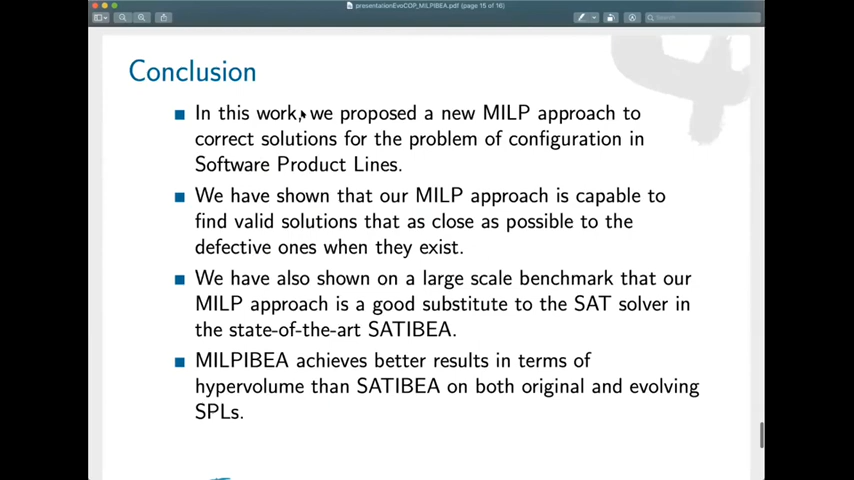 presentationEvoCOP_MILPIBEA.pdf (page 15 of 16)
Search
Conclusion
In this work, we proposed a new MILP approach to
correct solutions for the problem of configuration in
Software Product Lines.
We have shown that our MILP approach is capable to
find valid solutions that as close as possible to the
defective ones when they exist.
We have also shown on a large scale benchmark that our
MILP approach is a good substitute to the SAT solver in
the state-of-the-art SATIBEA.
MILPIBEA achieves better results in terms of
hypervolume than SATIBEA on both original and evolving
SPLs.